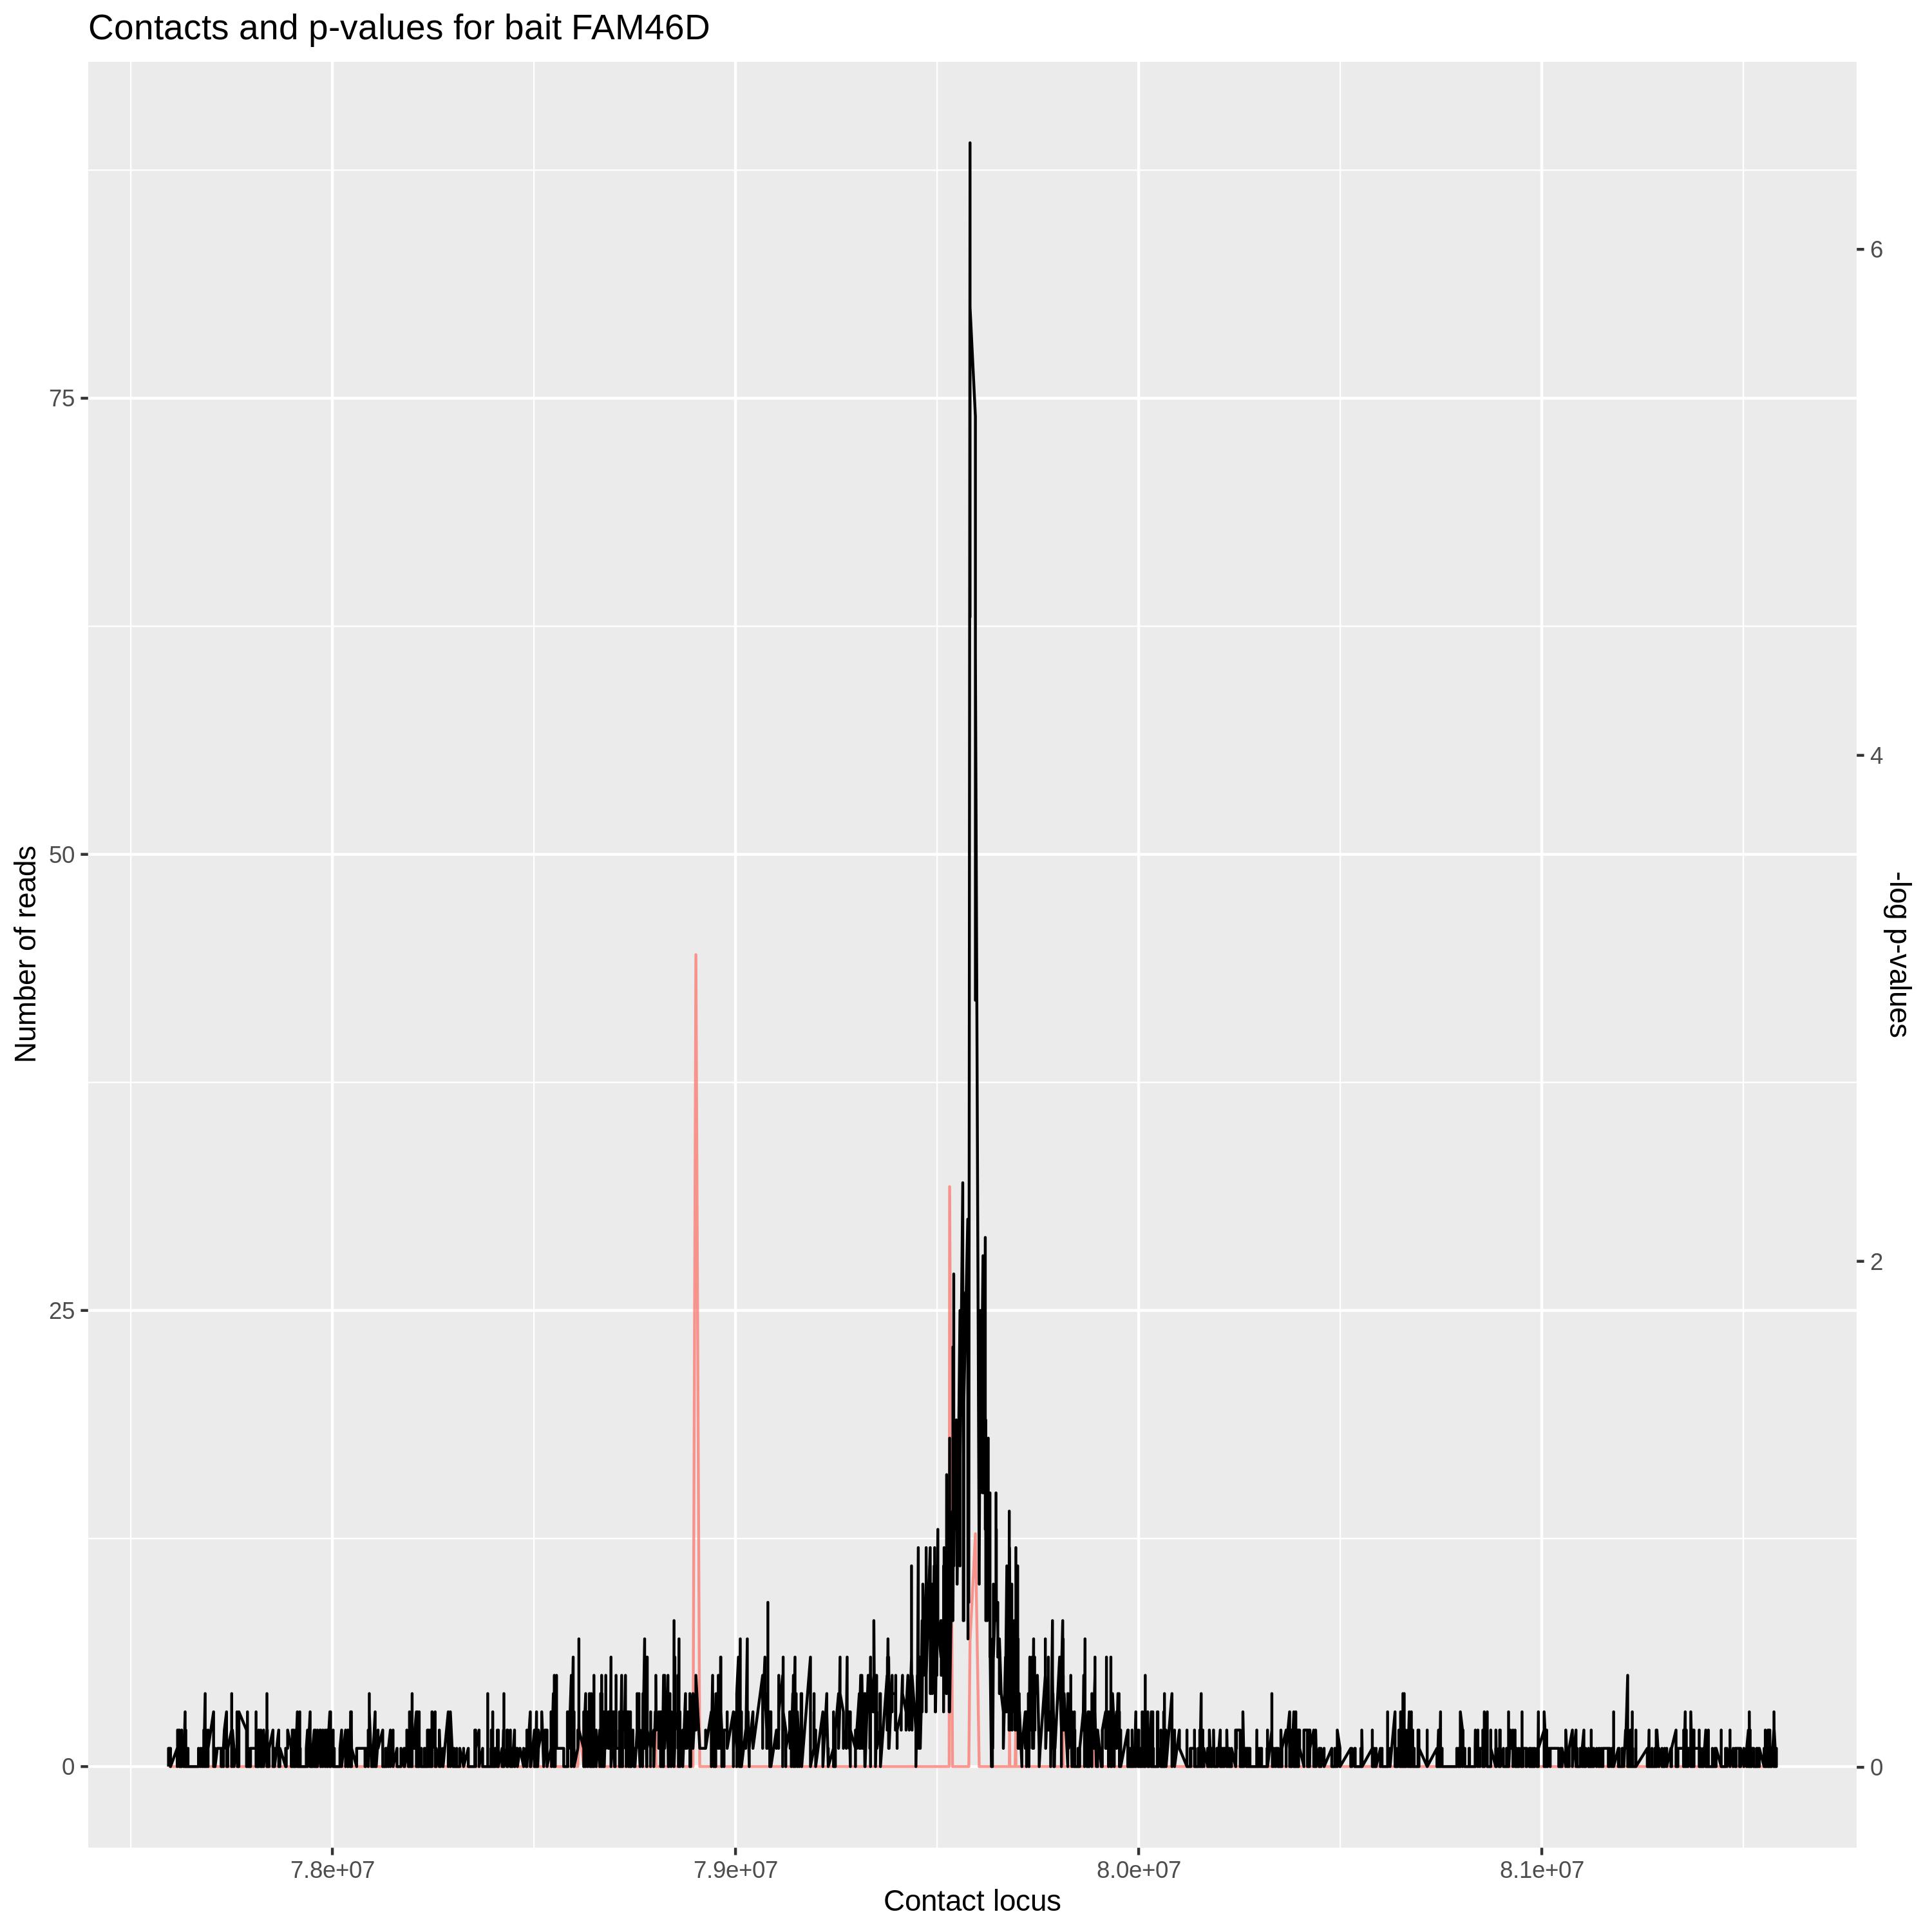 Contacts and p-values for bait FAM46D
75
50
25
0
Number of reads
6
4
2
0
-log p-values
7.8e+07
7.9e+07
8.0e+07
8.1e+07
Contact locus